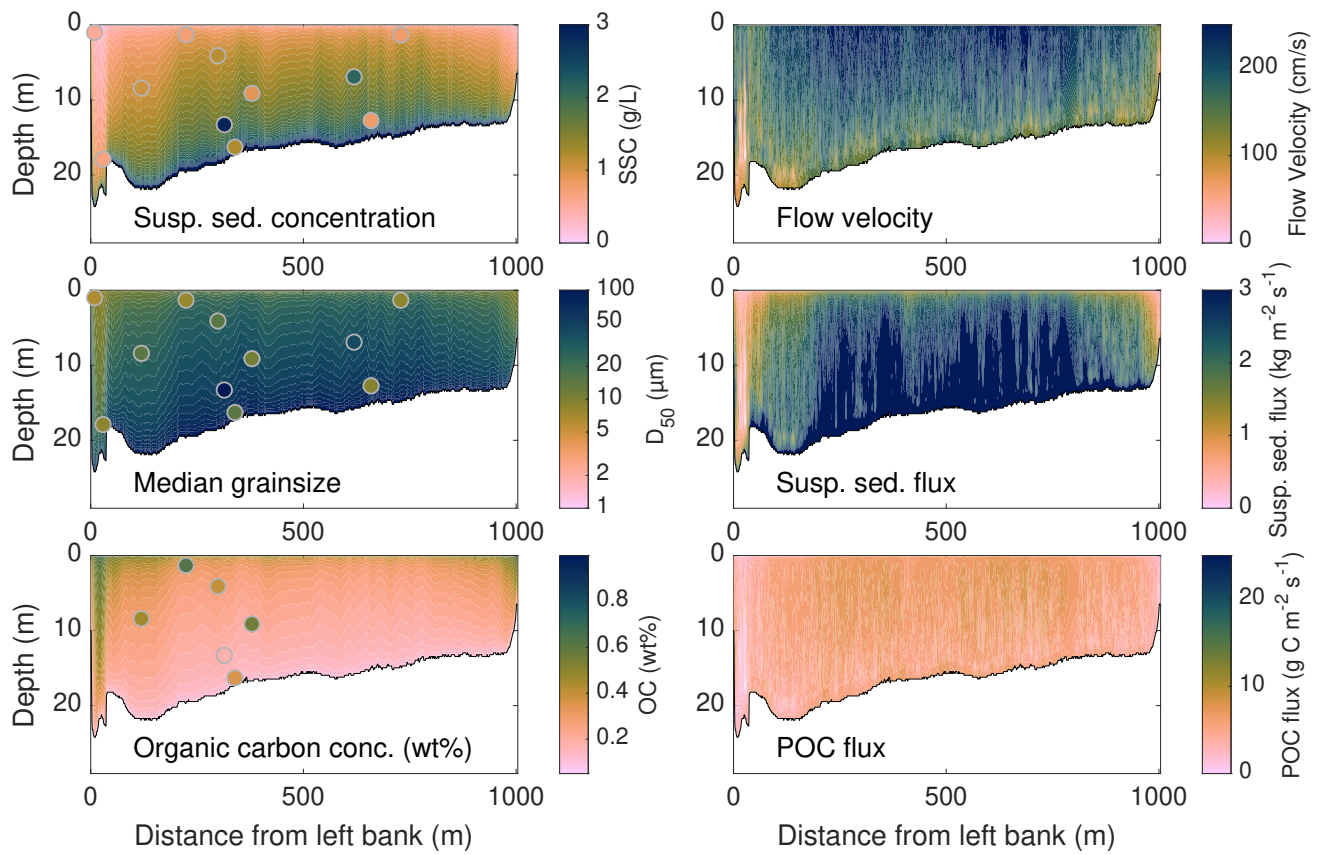 0
10
20
Depth (m)
Susp. sed. concentration
0 500 1000
3
2
1
0
SSC (g/L)
0
10
20
Flow velocity
0 500 1000
200
100
0
Flow Velocity (cm/s)
0
10
20
Depth (m)
Median grainsize
0 500 1000
100
50
20
10
5
2
1
D50 (µm)
0
10
20
Susp. sed. flux
0 500 1000
3
2
1
0
Susp. sed. flux (kg m-2 s-1)
0
10
20
Depth (m)
Organic carbon conc. (wt%)
0 500 1000
Distance from left bank (m)
0.8
0.6
0.4
0.2
OC (wt%)
0
10
20
POC flux
0 500 1000
Distance from left bank (m)
20
10
0
POC flux (g C m-2 s-1)